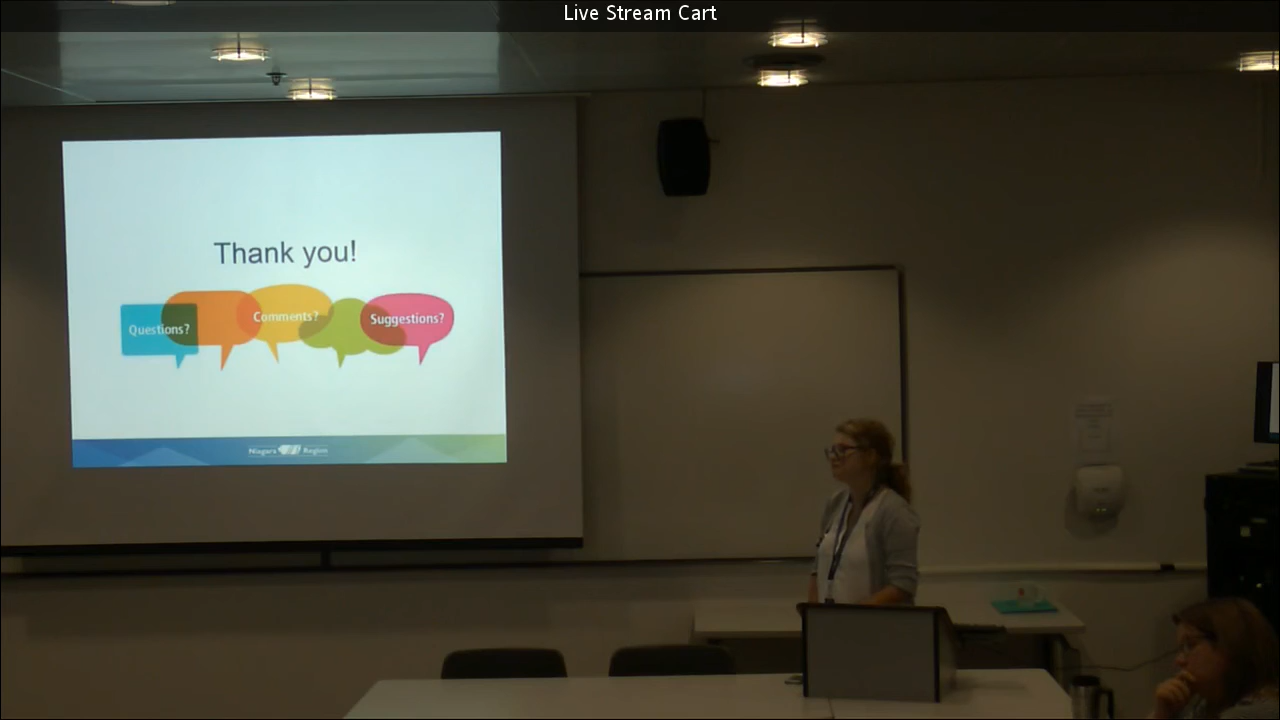 Live Stream Cart
Thank you!
Questions?
Comments?
Suggestions?
Niagara Region